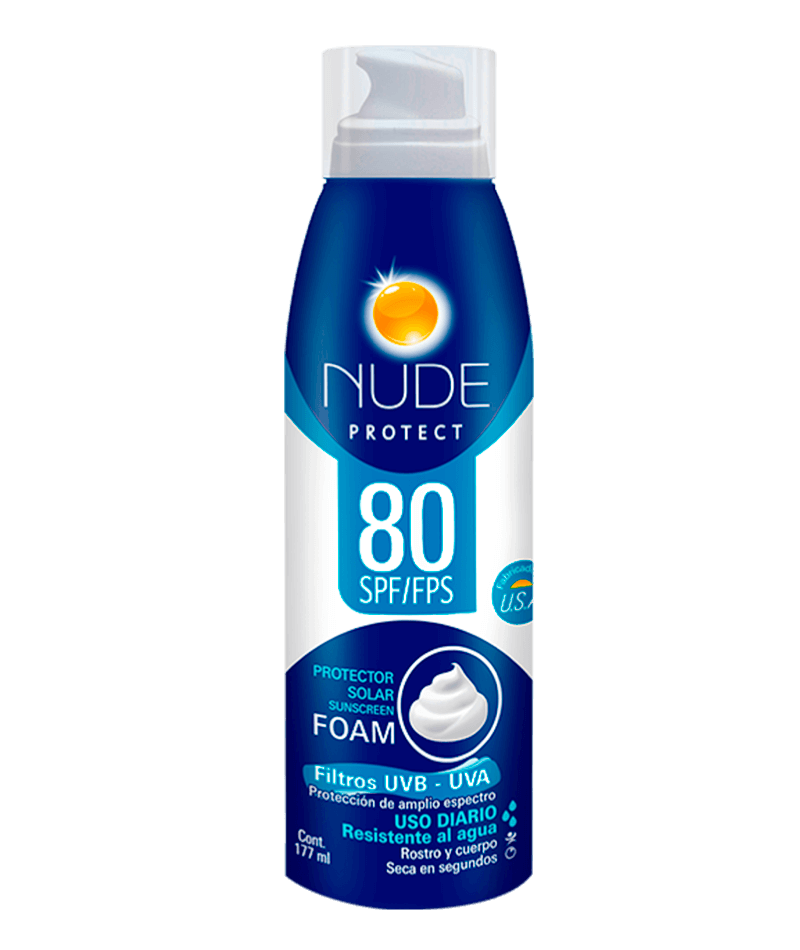 NUDE
PROTECT
80
SPF/FPS
U.S.A
PROTECTOR
SOLAR
SUNSCREEN
FOAM
Filtros UVB - UVA
Protección de amplio espectro
USO DIARIO
Resistente al agua
Rostro y cuerpo
Seca en segundos
Cont.
177 ml